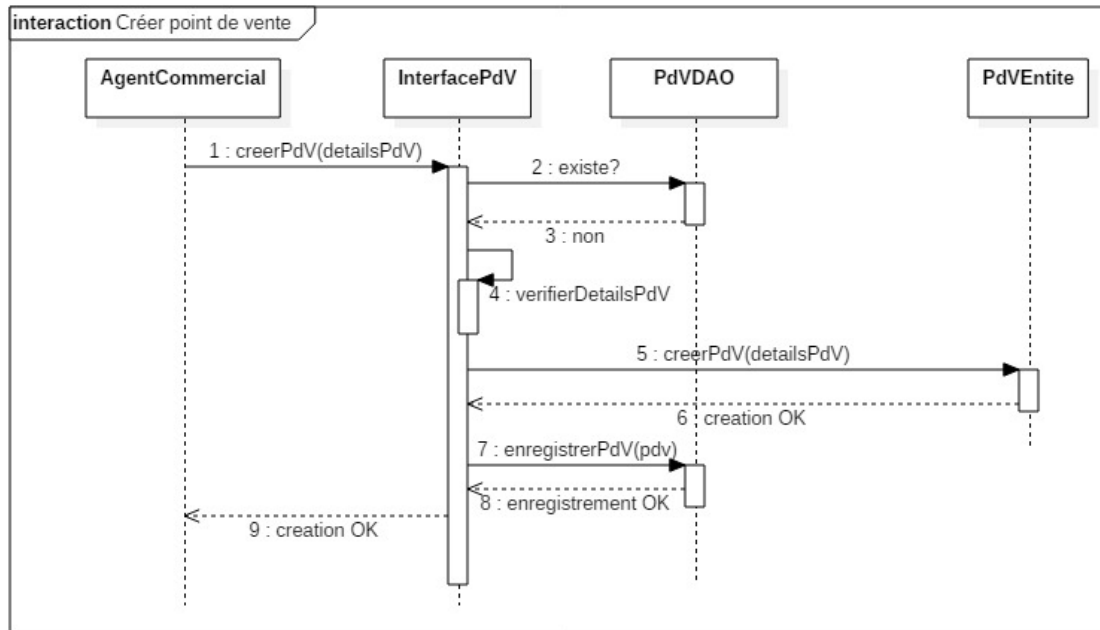 interaction Créer point de vente
AgentCommercial
InterfacePdV
PdVDAO
PdVEntite
1 : creerPdV(detailsPdV)
2 : existe?
3 : non
4 : verifierDetailsPdV
5 : creerPdV(detailsPdV)
6 : creation OK
7 : enregistrerPdV(pdv)
8 : enregistrement OK
9 : creation OK